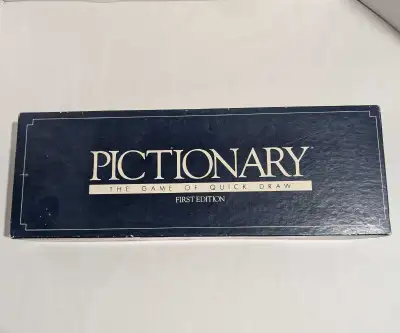 PICTIONARY
THE GAME OF QUICK DRAW
FIRST EDITION